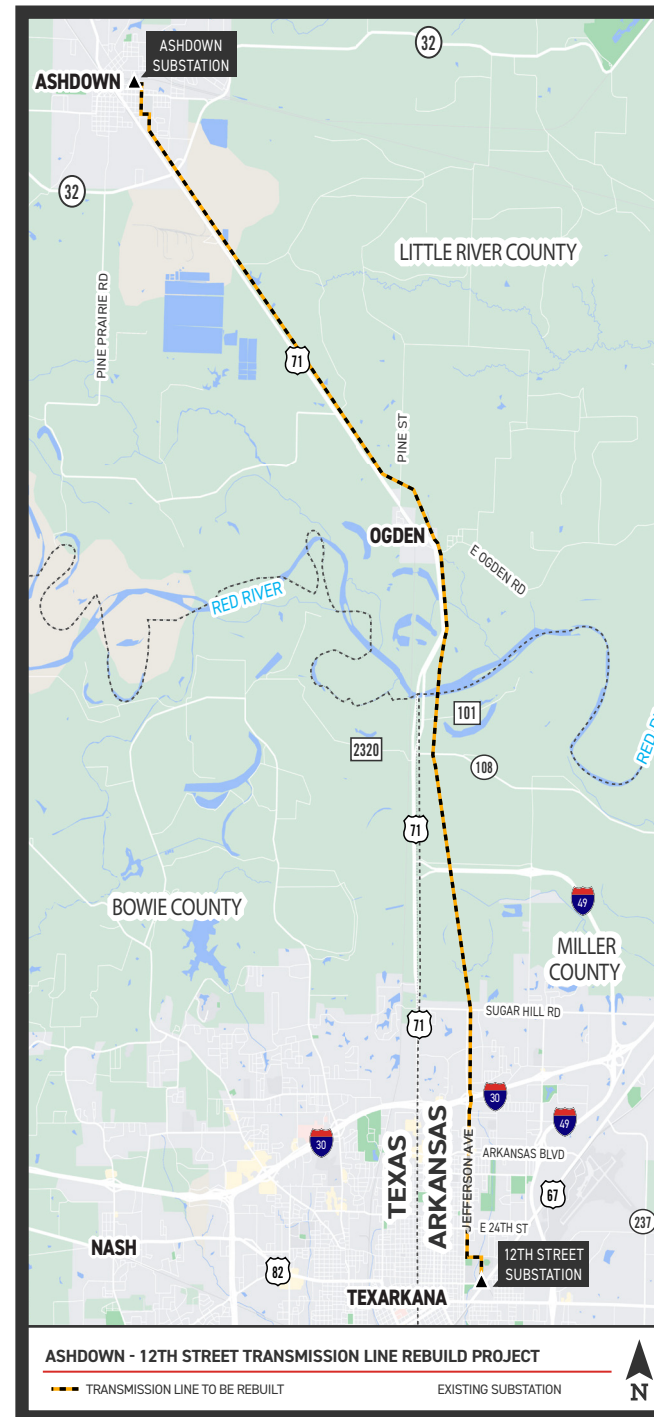 ASHDOWN
SUBSTATION
32
ASHDOWN
32
LITTLE RIVER COUNTY
PINE PRAIRIE RD
71
PINE ST
OGDEN
E OGDEN RD
RED RIVER
101
RED RI
2320
108
71
49
BOWIE COUNTY
MILLER
COUNTY
SUGAR HILL RD
71
30
49
30
TEXAS
ARKANSAS
JEFFERSON AVE
ARKANSAS BLVD
67
E 24TH ST
237
NASH
12TH STREET
SUBSTATION
82
TEXARKANA
ASHDOWN - 12TH STREET TRANSMISSION LINE REBUILD PROJECT
TRANSMISSION LINE TO BE REBUILT
EXISTING SUBSTATION
N